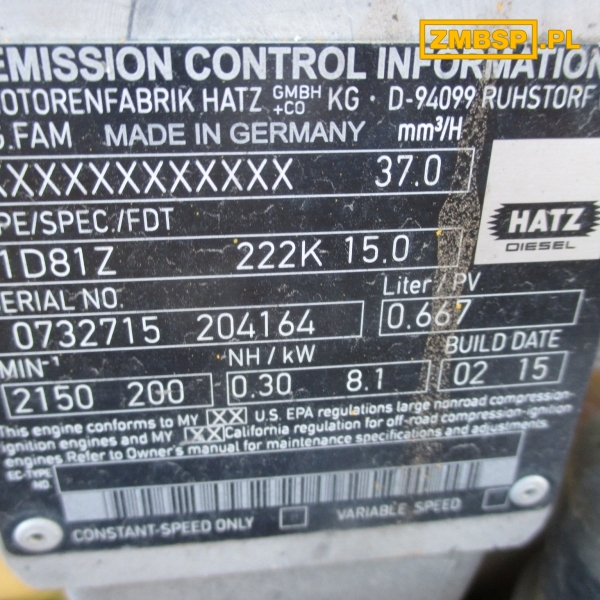 ZMBSP.PL
EMISSION CONTROL INFORMATION
MOTORENFABRIK HATZ GMBH +CO KG · D-94099 RUHSTORF
.FAM MADE IN GERMANY mm³/H
XXXXXXXXXXXX 37.0
PE/SPEC./FDT
1D81Z 222K 15.0
HATZ
DIESEL
SERIAL NO. Liter / PV
0732715 204164 0.667
MIN-¹ NH / kW BUILD DATE
2150 200 0.30 8.1 02 15
This engine conforms to MY XX U.S. EPA regulations large nonroad compression-
ignition engines and MY XX California regulation for off-road compression-ignition
engines Refer to Owner's manual for maintenance specifications and adjustments.
EC-TYPE
NO.
CONSTANT-SPEED ONLY VARIABLE SPEED